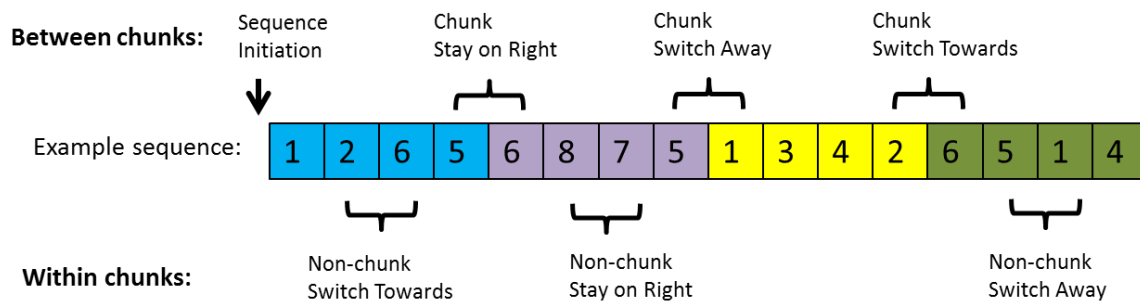 Between chunks:
Sequence
Initiation
Chunk
Stay on Right
Chunk
Switch Away
Chunk
Switch Towards
Example sequence:
1 2 6 5 6 8 7 5 1 3 4 2 6 5 1 4
Within chunks:
Non-chunk
Switch Towards
Non-chunk
Stay on Right
Non-chunk
Switch Away